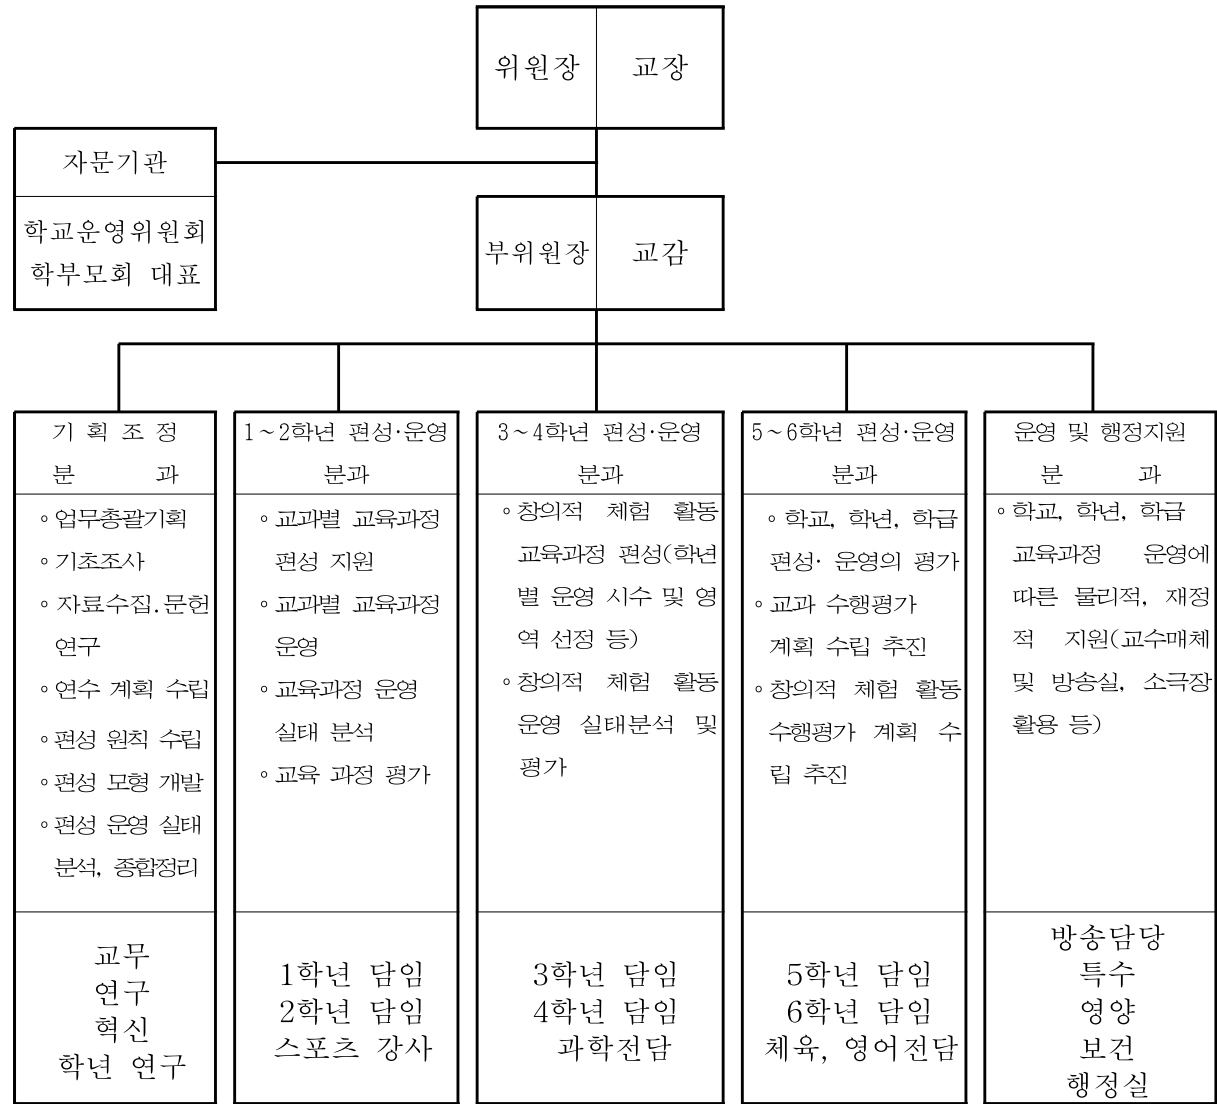 위원장 교장
자문기관
학교운영위원회
학부모회 대표
부위원장 교감
기 획 조 정
분 과
◦업무총괄기획
◦기초조사
◦자료수집.문헌
연구
◦연수 계획 수립
◦편성 원칙 수립
◦편성 모형 개발
◦편성 운영 실태
분석, 종합정리
교무
연구
혁신
학년 연구
1~2학년 편성·운영
분과
◦교과별 교육과정
편성 지원
◦교과별 교육과정
운영
◦교육과정 운영
실태 분석
◦교육 과정 평가
1학년 담임
2학년 담임
스포츠 강사
3~4학년 편성·운영
분과
◦창의적 체험 활동
교육과정 편성(학년
별 운영 시수 및 영
역 선정 등)
◦창의적 체험 활동
운영 실태분석 및
평가
3학년 담임
4학년 담임
과학전담
5~6학년 편성·운영
분과
◦학교, 학년, 학급
편성· 운영의 평가
◦교과 수행평가
계획 수립 추진
◦창의적 체험 활동
수행평가 계획 수
립 추진
5학년 담임
6학년 담임
체육, 영어전담
운영 및 행정지원
분 과
◦학교, 학년, 학급
교육과정 운영에
따른 물리적, 재정
적 지원(교수매체
및 방송실, 소극장
활용 등)
방송담당
특수
영양
보건
행정실